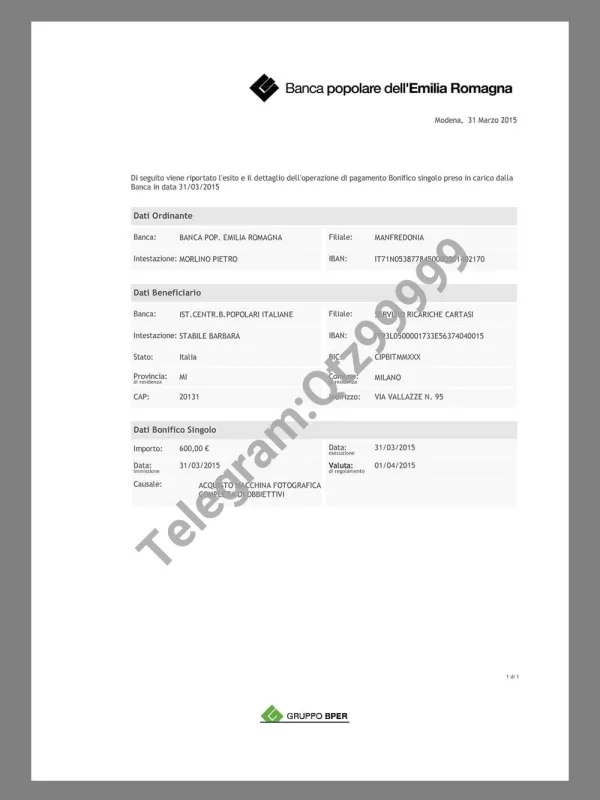 Banca popolare dell'Emilia Romagna
Modena, 31 Marzo 2015
Di seguito viene riportato l'esito e il dettaglio dell'operazione di pagamento Bonifico singolo preso in carico dalla
Banca in data 31/03/2015
Dati Ordinante
Banca: BANCA POP. EMILIA ROMAGNA Filiale: MANFREDONIA
Intestazione: MORLINO PIETRO IBAN:
Dati Beneficiario
Banca: IST.CENTR.B.POPOLARI ITALIANE Filiale: SERVIZIO RICARICHE CARTASI
Intestazione: STABILE BARBARA IBAN:
Stato: Italia BIC: CIPBITMMXXX
Provincia: MI Comune: MILANO
di residenza di residenza
CAP: 20131 Indirizzo: VIA VALLAZZE N. 95
Dati Bonifico Singolo
Importo: 600,00 € Data: 31/03/2015
esecuzione
Data: 31/03/2015 Valuta: 01/04/2015
immissione di regolamento
Causale: ACQUISTO MACCHINA FOTOGRAFICA
COMPLETA DI OBBIETTIVI
Telegram:Qtz99999
1 di 1
GRUPPO BPER